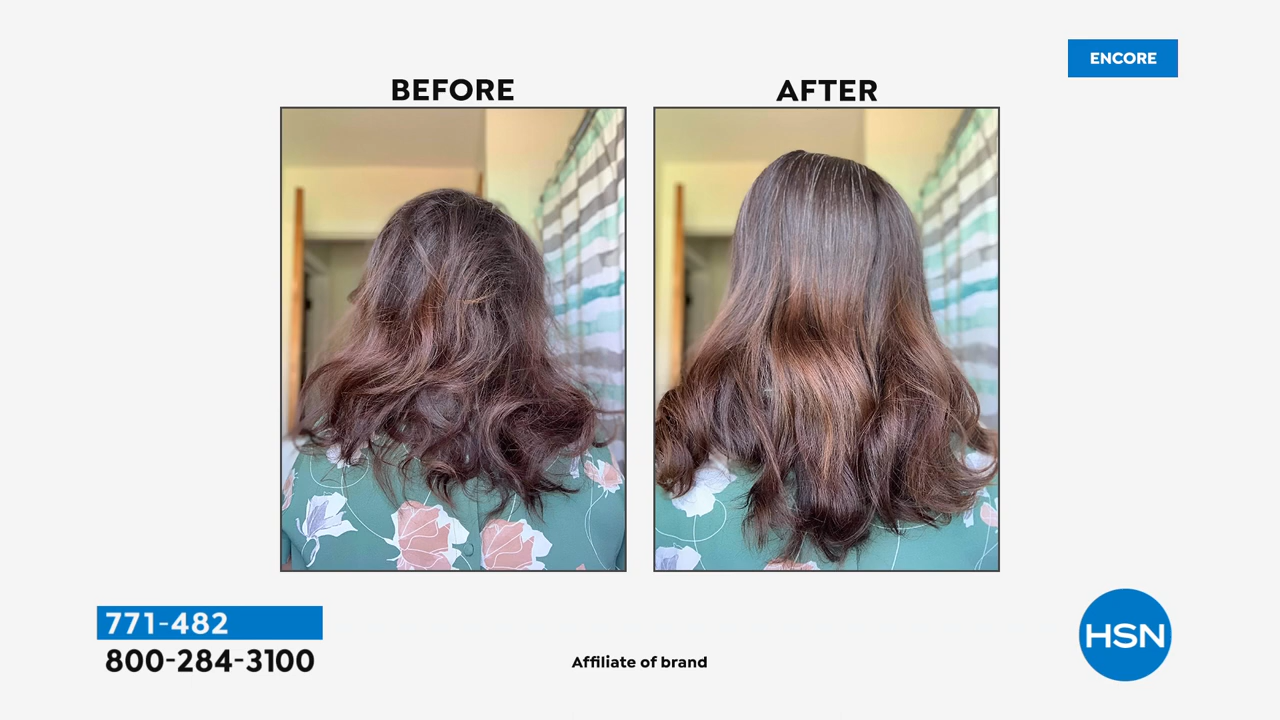 ENCORE
BEFORE
AFTER
771-482
800-284-3100
Affiliate of brand
HSN